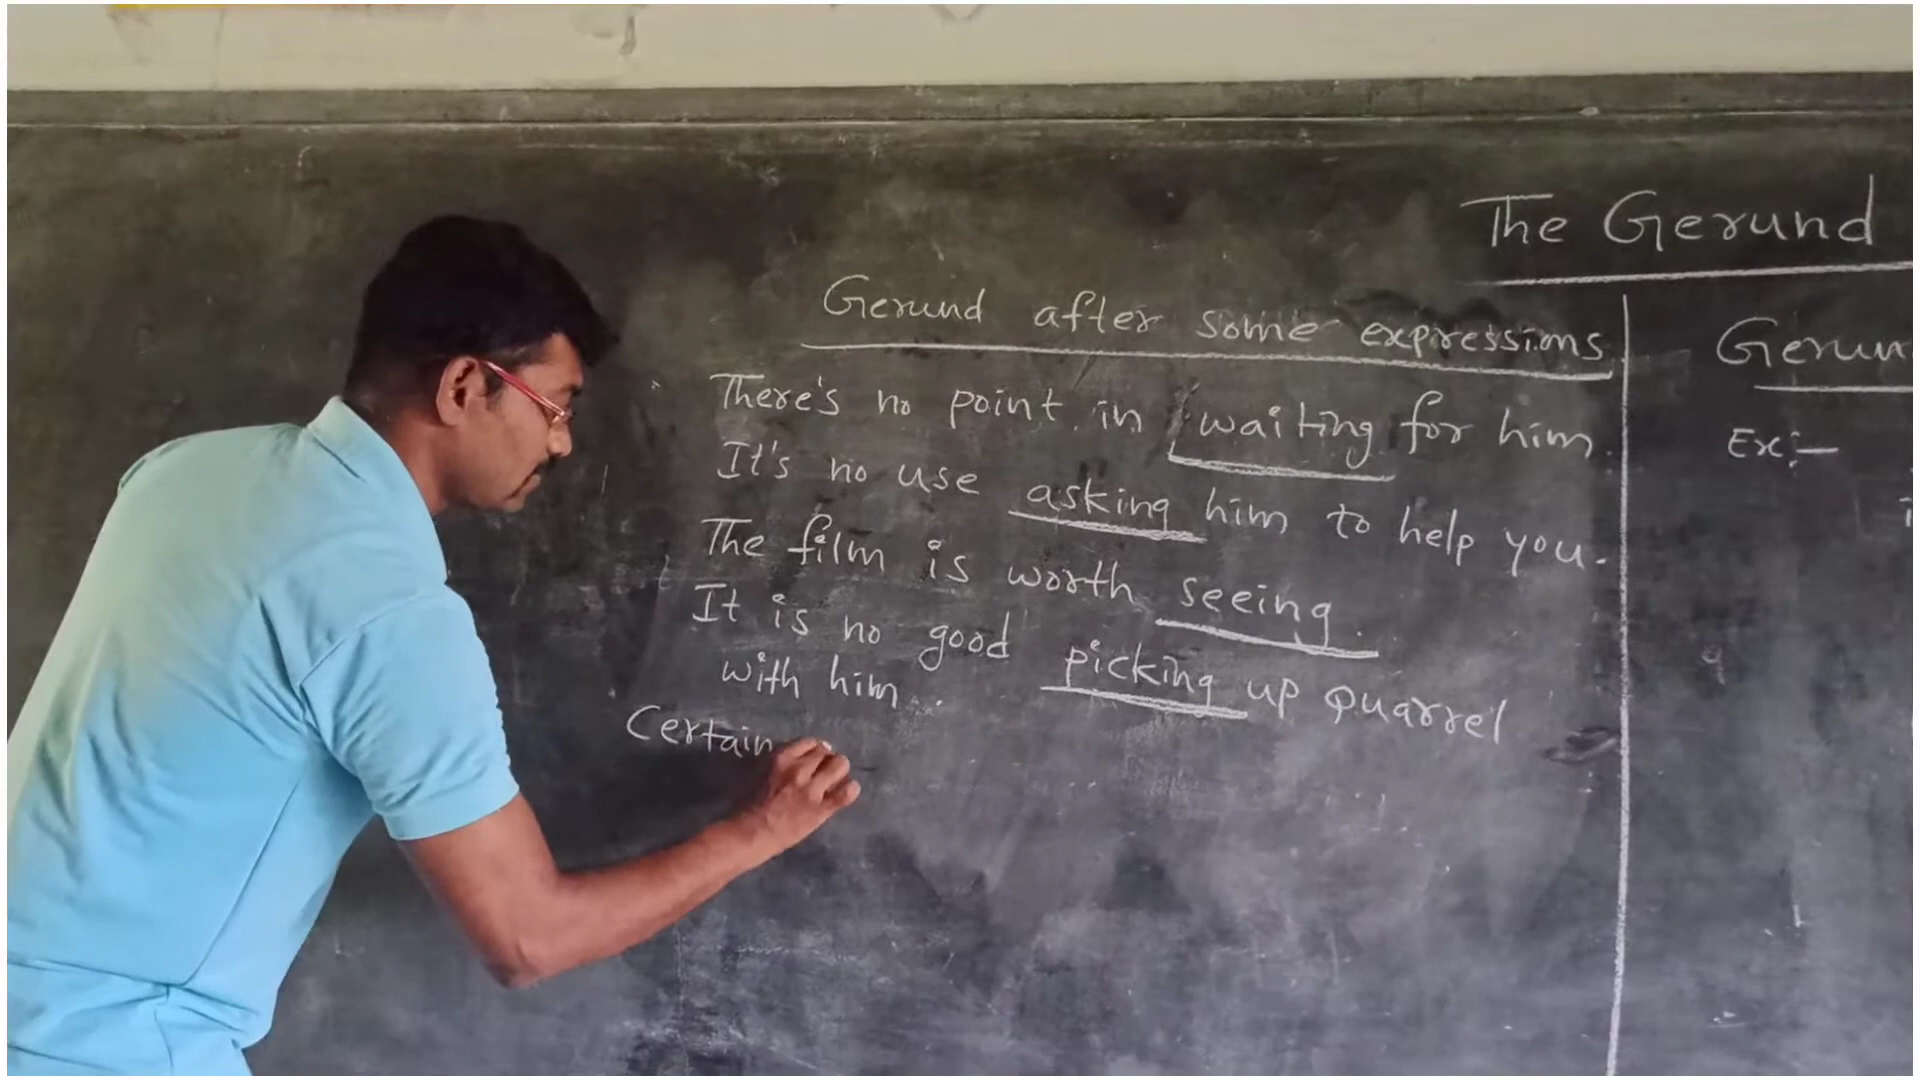 The Gerund
Gerund after some expressions
There's no point in waiting for him.
It's no use asking him to help you.
The film is worth seeing.
It is no good picking up quarrel
with him.
Certain
Ex:-